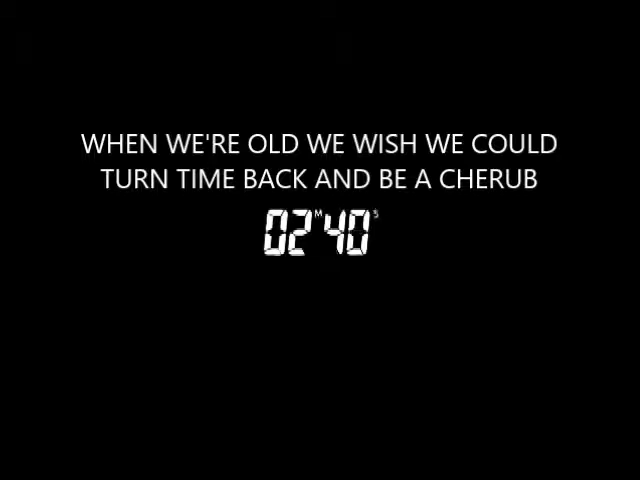 WHEN WE'RE OLD WE WISH WE COULD
TURN TIME BACK AND BE A CHERUB
02M40S